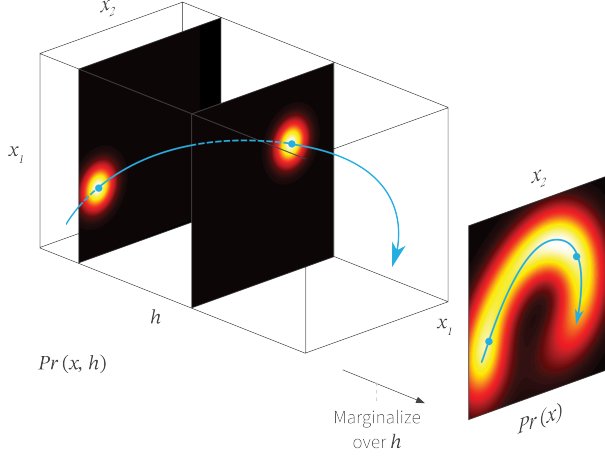 x₂
x₁
h
Pr(x, h)
Marginalize
over h
x₂
x₁
Pr(x)